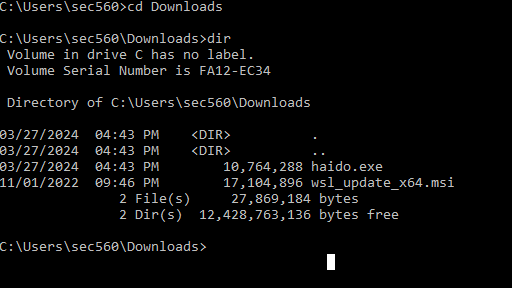 C:\Users\sec560>cd Downloads
C:\Users\sec560\Downloads>dir
 Volume in drive C has no label.
 Volume Serial Number is FA12-EC34
 Directory of C:\Users\sec560\Downloads
03/27/2024  04:43 PM    <DIR>          .
03/27/2024  04:43 PM    <DIR>          ..
03/27/2024  04:43 PM        10,764,288 haido.exe
11/01/2022  09:46 PM        17,104,896 wsl_update_x64.msi
               2 File(s)     27,869,184 bytes
               2 Dir(s)  12,428,763,136 bytes free
C:\Users\sec560\Downloads>